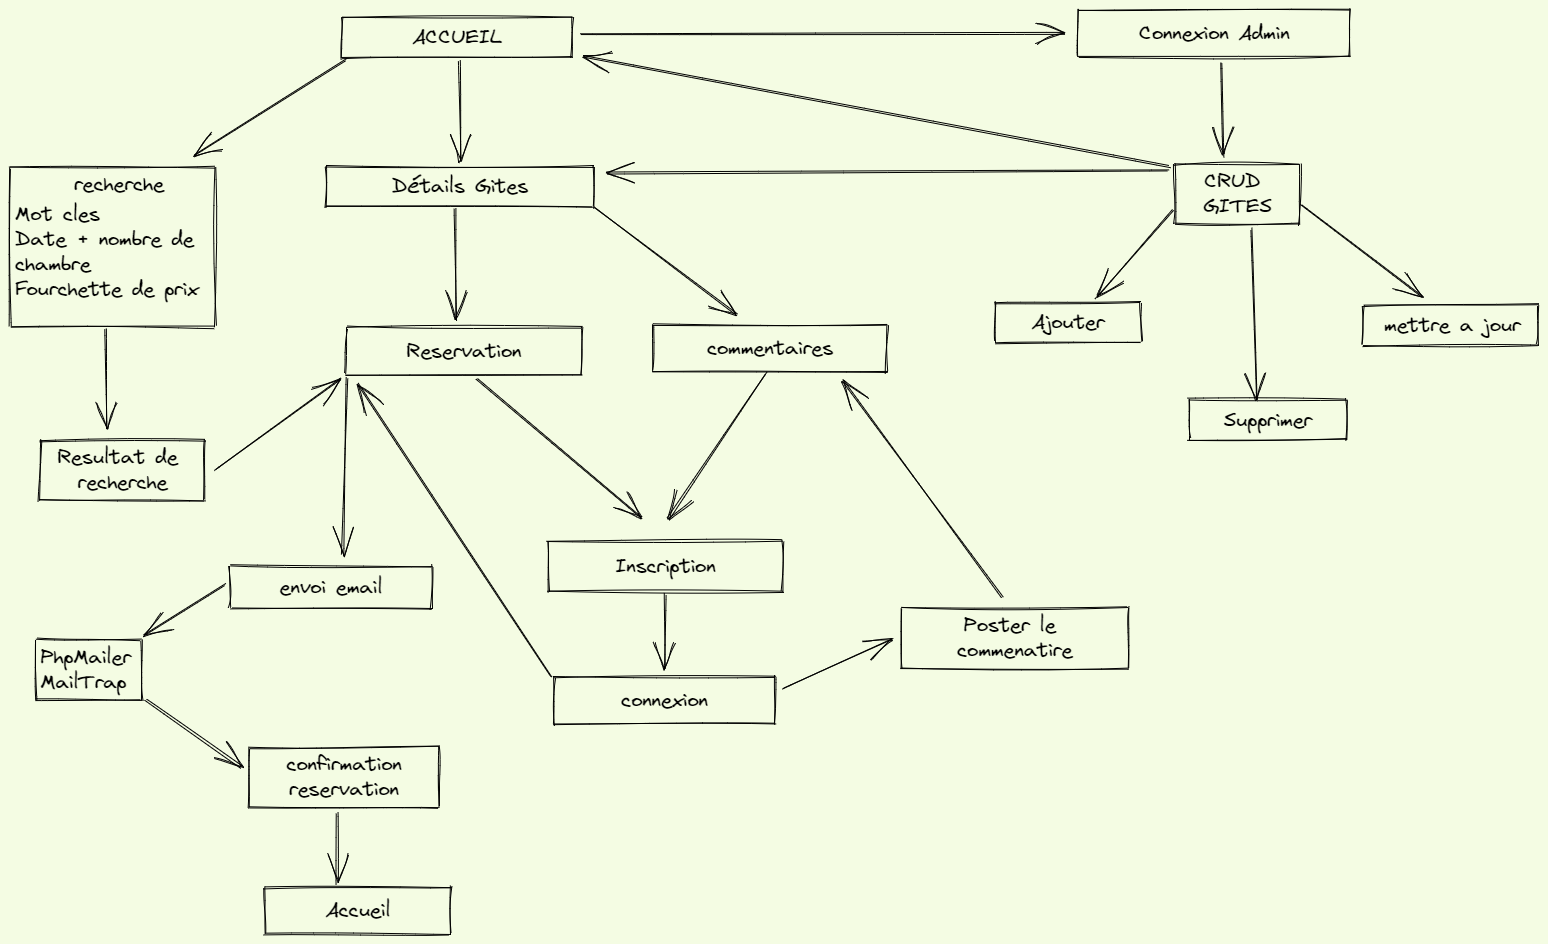 ACCUEIL
Connexion Admin
recherche
Mot cles
Date + nombre de
chambre
Fourchette de prix
Détails Gites
CRUD
GITES
Reservation
commentaires
Ajouter
mettre a jour
Supprimer
Resultat de
recherche
envoi email
Inscription
Poster le
commenatire
PhpMailer
MailTrap
connexion
confirmation
reservation
Accueil